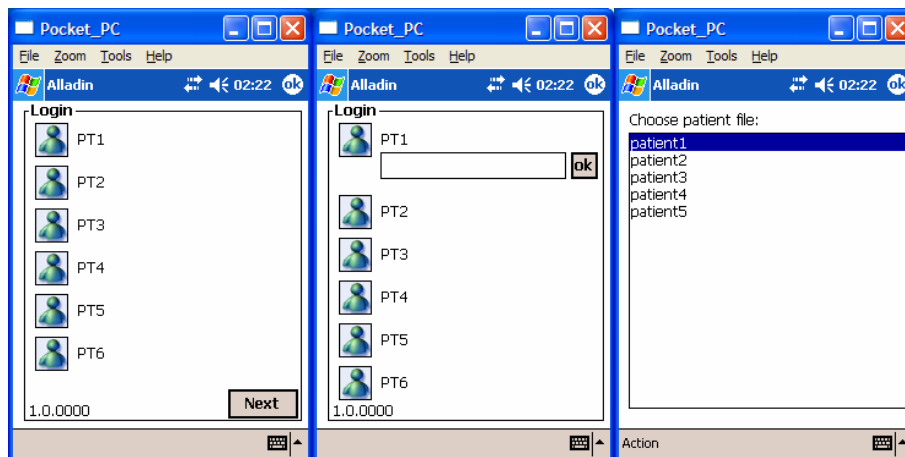 Pocket_PC
File Zoom Tools Help
Alladin 02:22 ok
Login
PT1
PT2
PT3
PT4
PT5
PT6
Next
1.0.0000
Pocket_PC
File Zoom Tools Help
Alladin 02:22 ok
Login
PT1
ok
PT2
PT3
PT4
PT5
PT6
1.0.0000
Pocket_PC
File Zoom Tools Help
Alladin 02:22 ok
Choose patient file:
patient1
patient2
patient3
patient4
patient5
Action